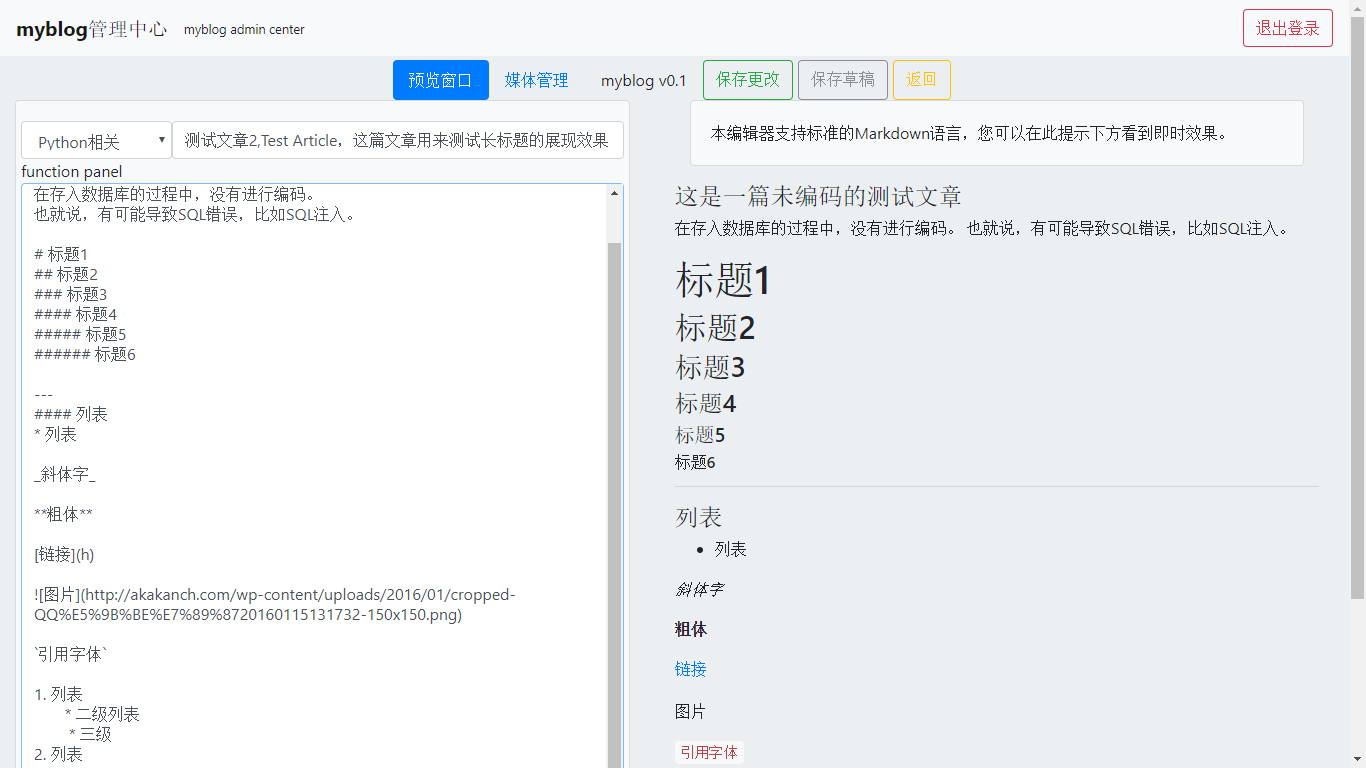 myblog管理中心 myblog admin center 退出登录
预览窗口 媒体管理 myblog v0.1 保存更改 保存草稿 返回
Python相关 测试文章2,Test Article，这篇文章用来测试长标题的展现效果
function panel
在存入数据库的过程中，没有进行编码。
也就说，有可能导致SQL错误，比如SQL注入。
# 标题1
## 标题2
### 标题3
#### 标题4
##### 标题5
###### 标题6
---
#### 列表
* 列表
_斜体字_
**粗体**
[链接](h)
![图片](http://akakanch.com/wp-content/uploads/2016/01/cropped-
QQ%E5%9B%BE%E7%89%8720160115131732-150x150.png)
`引用字体`
1. 列表
* 二级列表
* 三级
2. 列表
本编辑器支持标准的Markdown语言，您可以在此提示下方看到即时效果。
这是一篇未编码的测试文章
在存入数据库的过程中，没有进行编码。 也就说，有可能导致SQL错误，比如SQL注入。
标题1
标题2
标题3
标题4
标题5
标题6
列表
• 列表
斜体字
粗体
链接
图片
引用字体